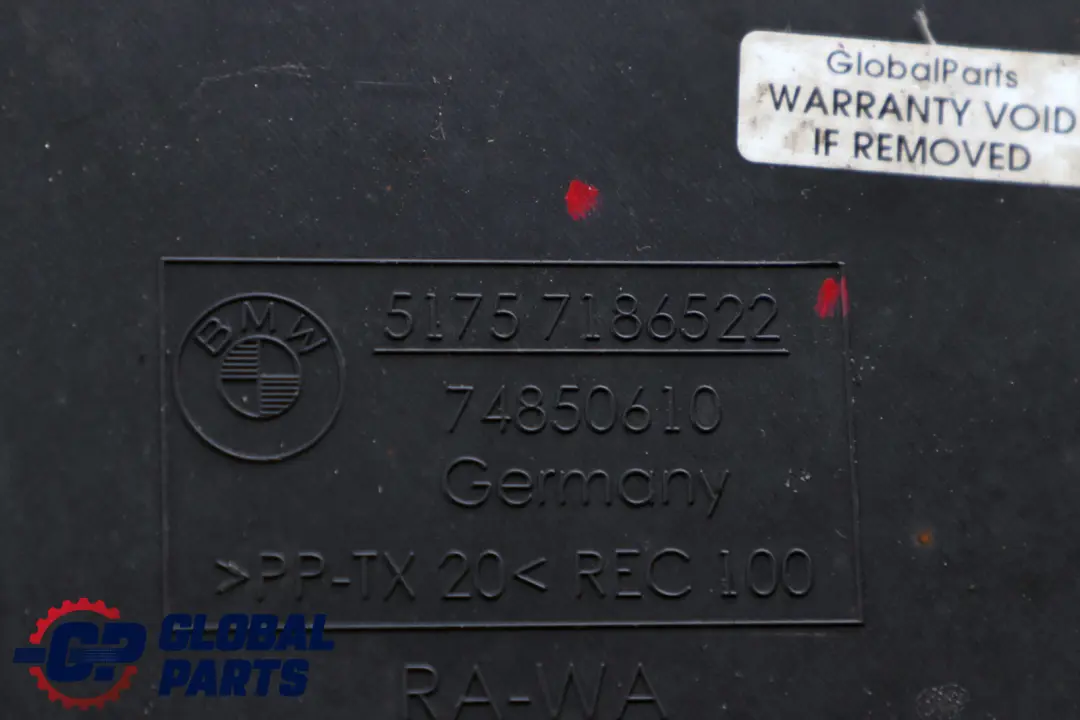 GlobalParts
WARRANTY VOID
IF REMOVED
BMW
5175 7186522
74850610
Germany
>PP-TX 20< REC 100
GP GLOBAL
PARTS
RA-WA